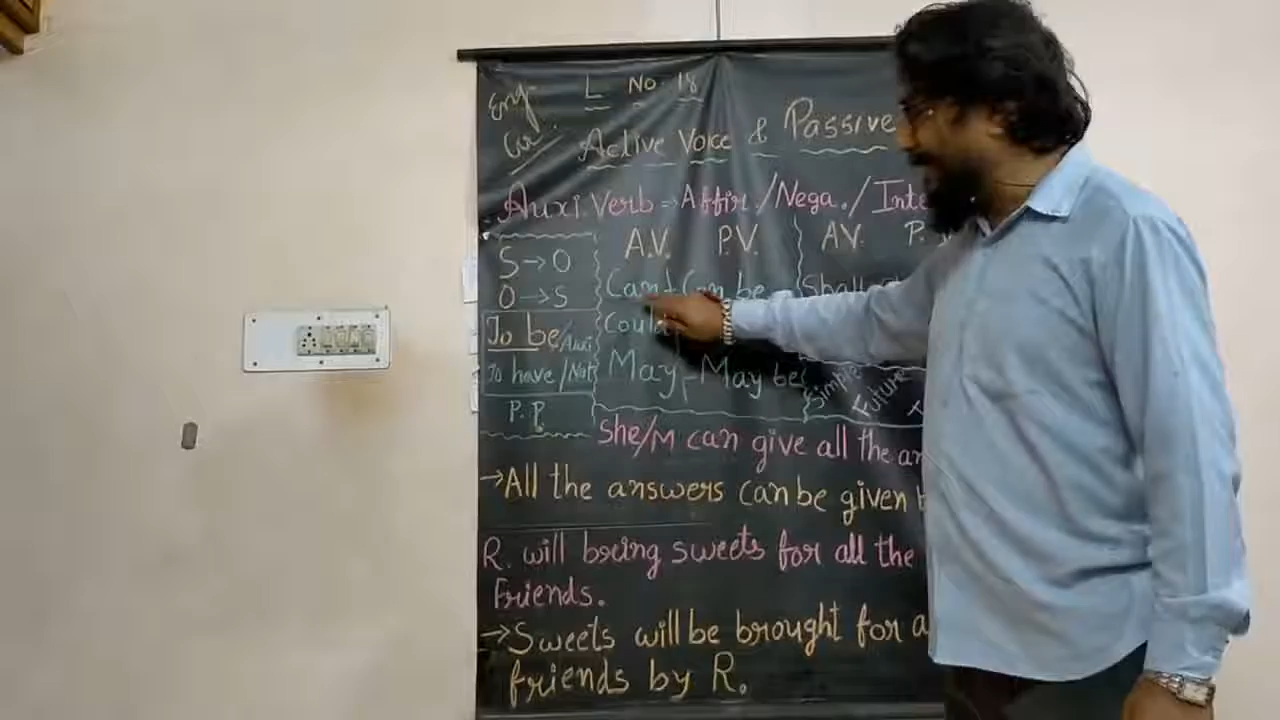 Eng L No. 18
Gr. Active Voice & Passive
Auxi. Verb → Affir. / Nega. / Inte
S → O
O → S
To be/Auxi
To have / Not
P.P.
A.V. P.V.
Can - Can be
Could
May - May be
A.V. P.
Shall
Simple
Future
She/M can give all the an
→ All the answers can be given b
R. will bring sweets for all the
Friends.
→ Sweets will be brought for a
friends by R.